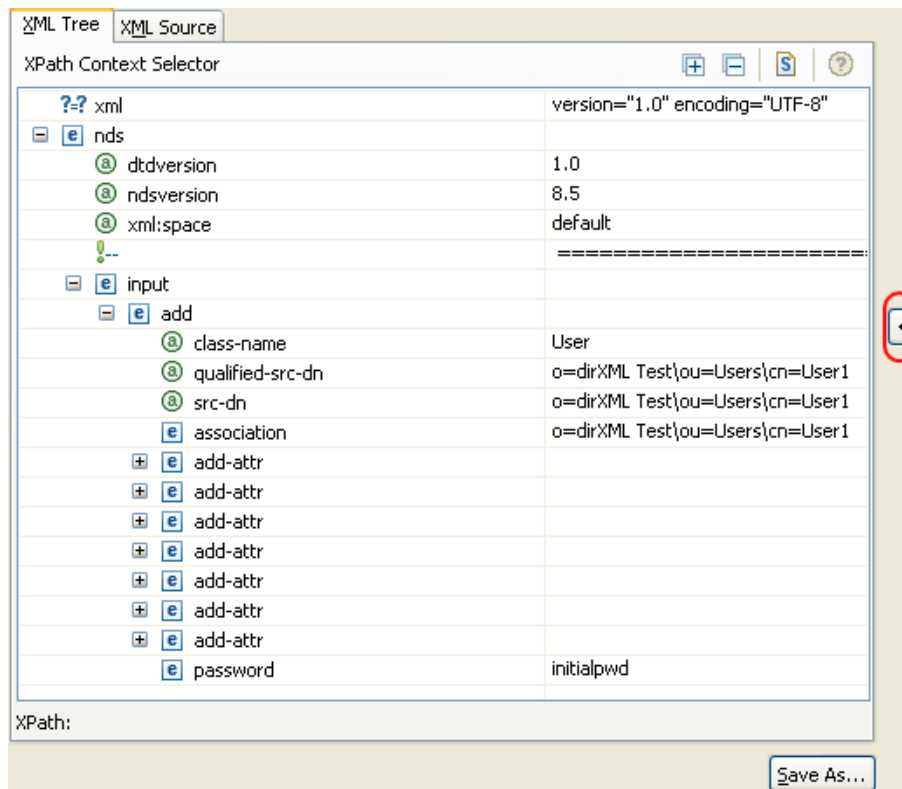 XML Tree XML Source
XPath Context Selector
?=? xml version="1.0" encoding="UTF-8"
e nds
a dtdversion 1.0
a ndsversion 8.5
a xml:space default
!-- ======================
e input
e add
a class-name User
a qualified-src-dn o=dirXML Test\ou=Users\cn=User1
a src-dn o=dirXML Test\ou=Users\cn=User1
e association o=dirXML Test\ou=Users\cn=User1
e add-attr
e add-attr
e add-attr
e add-attr
e add-attr
e add-attr
e add-attr
e password initialpwd
XPath:
Save As...